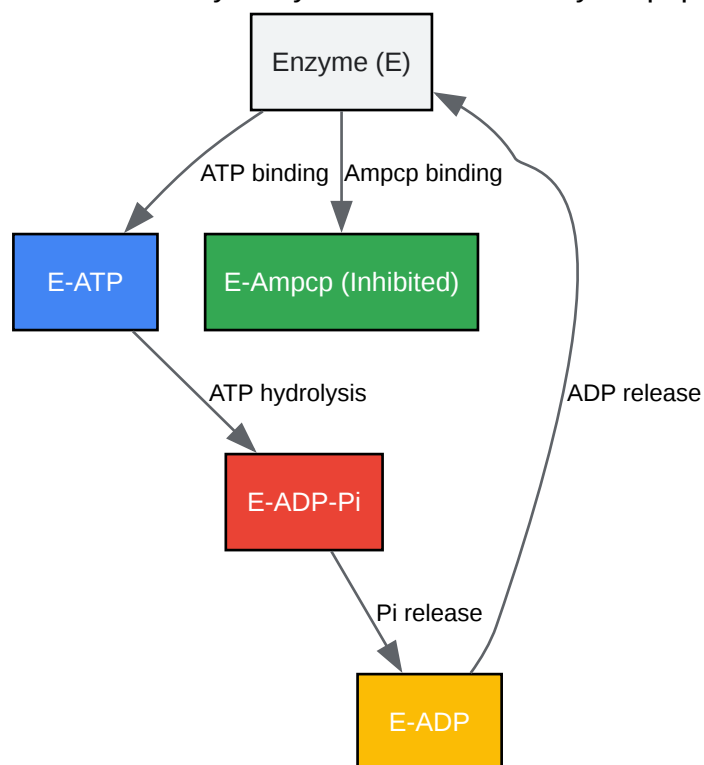 Enzyme (E)
ATP binding
Ampcp binding
E-ATP
E-Ampcp (Inhibited)
ATP hydrolysis
ADP release
E-ADP-Pi
Pi release
E-ADP